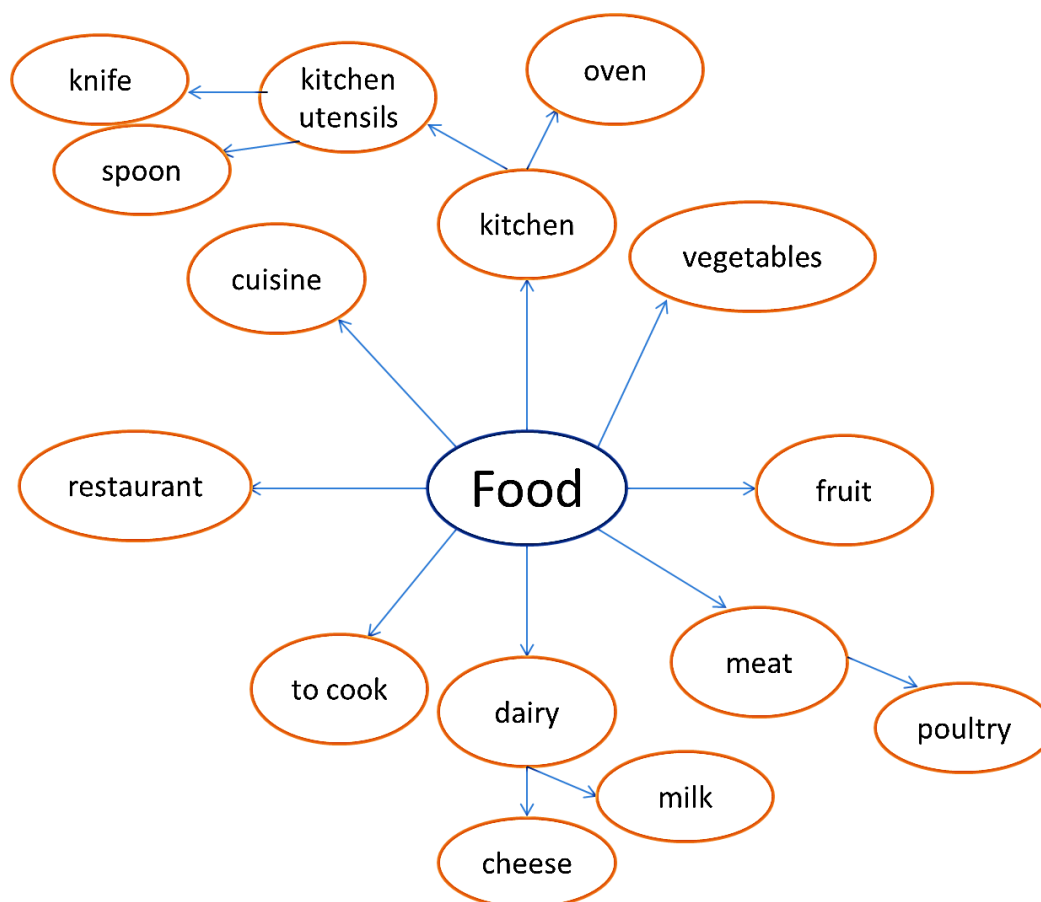 knife
kitchen
utensils
oven
spoon
kitchen
vegetables
cuisine
restaurant
Food
fruit
to cook
dairy
meat
poultry
milk
cheese